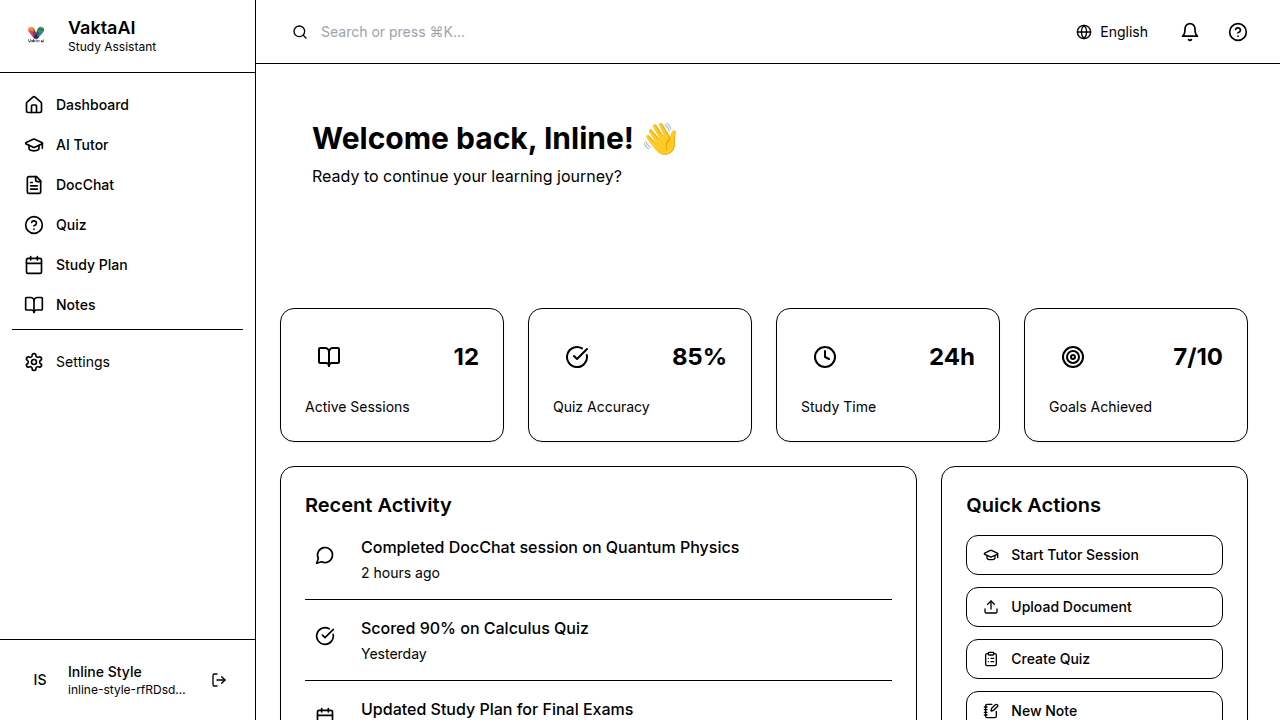 VaktaAI
Study Assistant
Dashboard
AI Tutor
DocChat
Quiz
Study Plan
Notes
Settings
IS
Inline Style
inline-style-rfRDsd...
Search or press ⌘K...
English
Welcome back, Inline! 👋
Ready to continue your learning journey?
12
Active Sessions
85%
Quiz Accuracy
24h
Study Time
7/10
Goals Achieved
Recent Activity
Completed DocChat session on Quantum Physics
2 hours ago
Scored 90% on Calculus Quiz
Yesterday
Updated Study Plan for Final Exams
Quick Actions
Start Tutor Session
Upload Document
Create Quiz
New Note